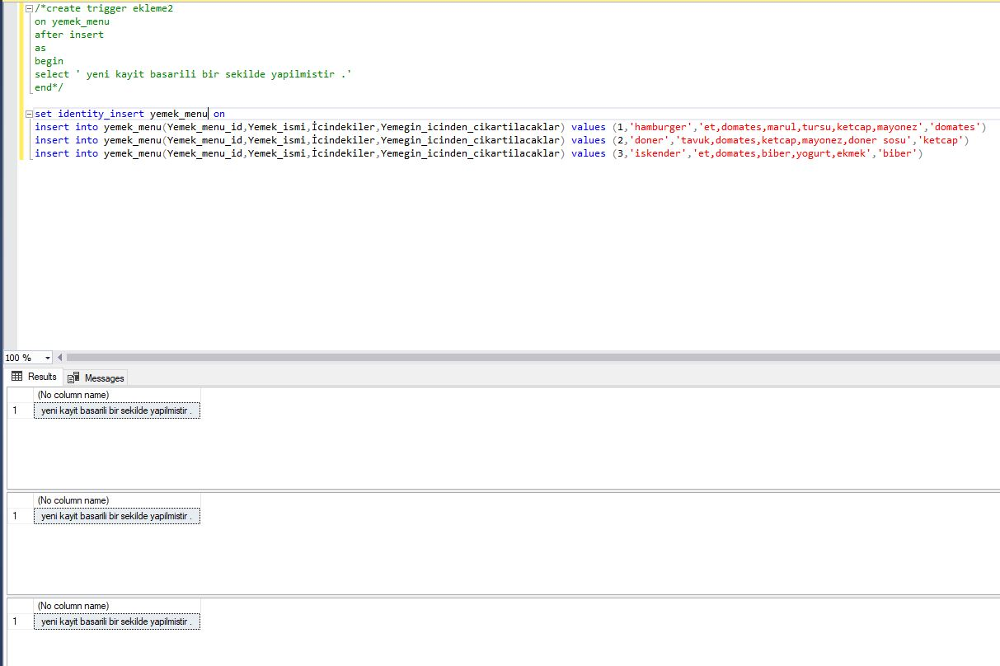 /*create trigger ekleme2
on yemek_menu
after insert
as
begin
select ' yeni kayit basarili bir sekilde yapilmistir .'
end*/
set identity_insert yemek_menu on
insert into yemek_menu(Yemek_menu_id,Yemek_ismi,İcindekiler,Yemegin_icinden_cikartilacaklar) values (1,'hamburger','et,domates,marul,tursu,ketcap,mayonez','domates')
insert into yemek_menu(Yemek_menu_id,Yemek_ismi,İcindekiler,Yemegin_icinden_cikartilacaklar) values (2,'doner','tavuk,domates,ketcap,mayonez,doner sosu','ketcap')
insert into yemek_menu(Yemek_menu_id,Yemek_ismi,İcindekiler,Yemegin_icinden_cikartilacaklar) values (3,'iskender','et,domates,biber,yogurt,ekmek','biber')
100 %
Results Messages
(No column name)
1 yeni kayit basarili bir sekilde yapilmistir .
(No column name)
1 yeni kayit basarili bir sekilde yapilmistir .
(No column name)
1 yeni kayit basarili bir sekilde yapilmistir .